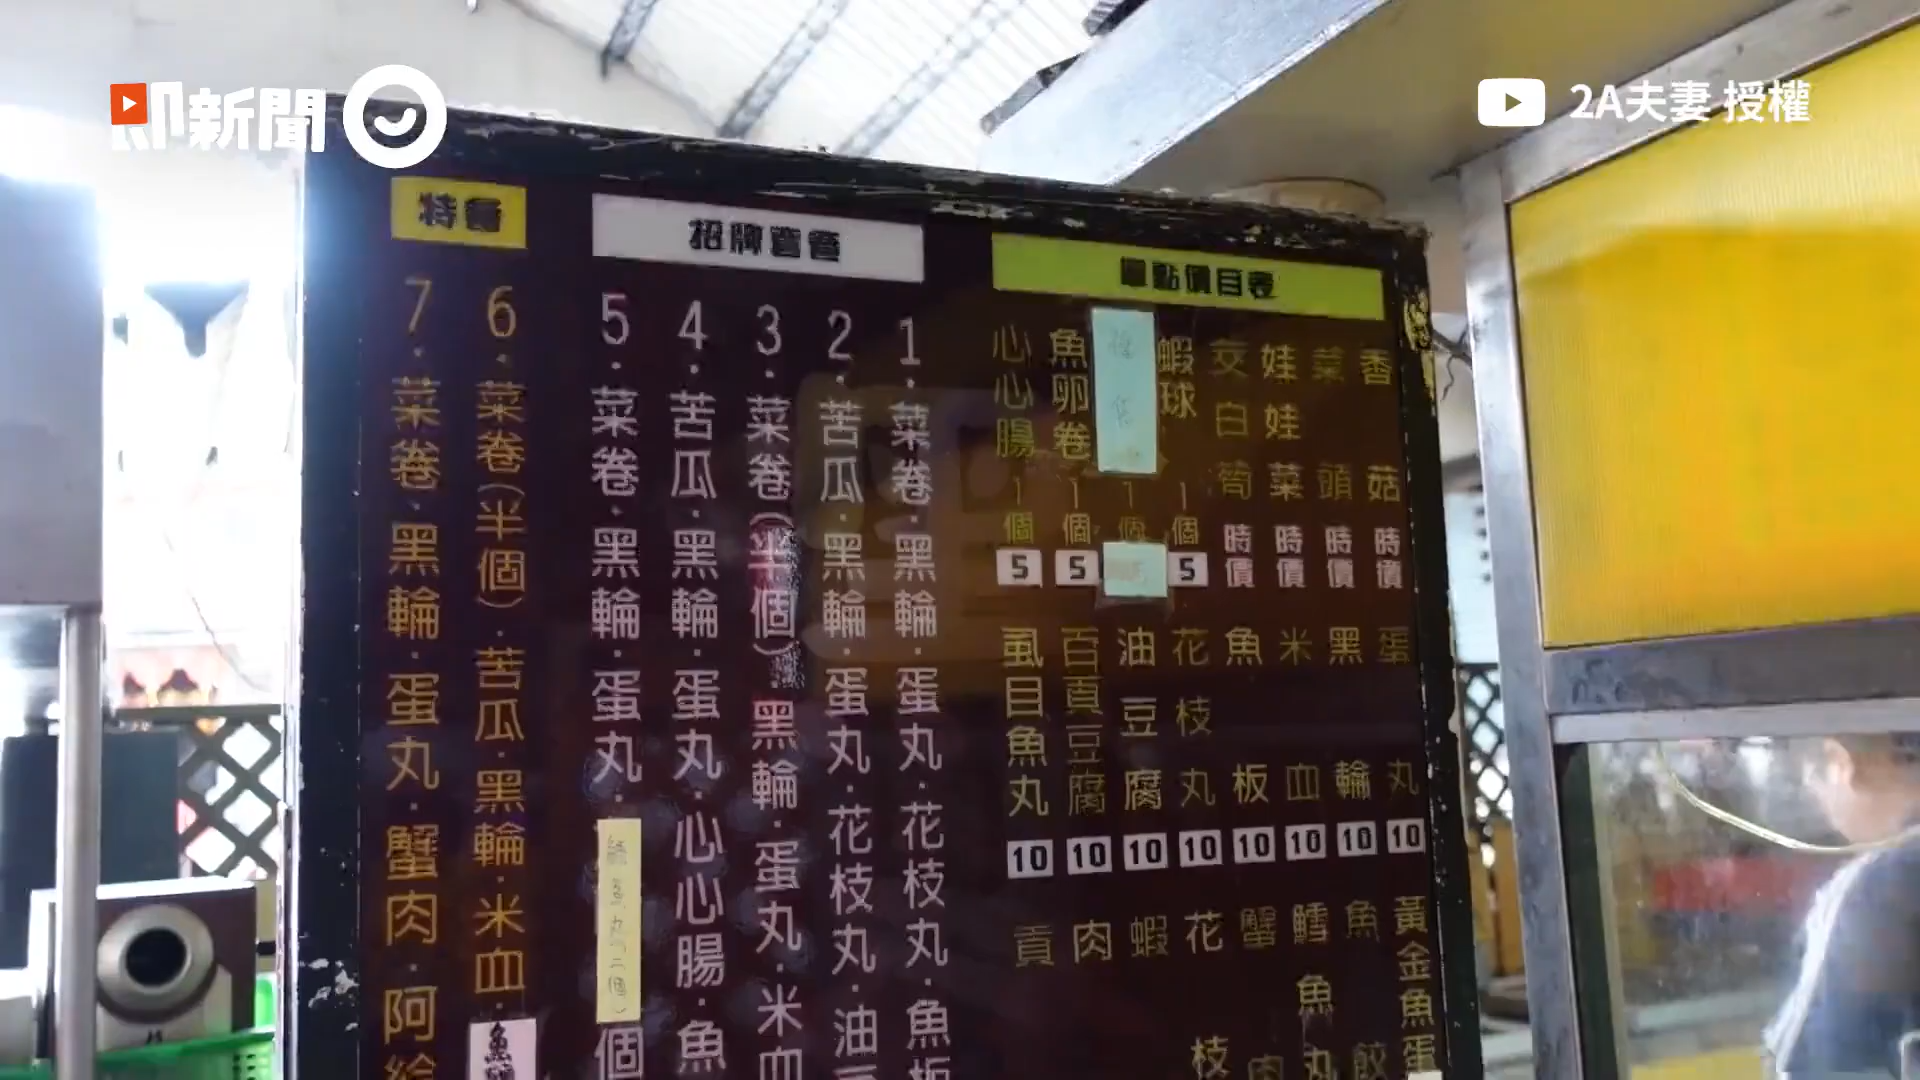 即新聞
2A夫妻 授權
單點價目表
香菇 時價
菜頭 時價
娃娃菜 時價
茭白筍 時價
蝦球 1個 5
1個
魚卵卷 1個 5
心心腸 1個 5
蛋丸 10
黑輪 10
米血 10
魚板 10
花枝丸 10
油豆腐 10
百頁豆腐 10
虱目魚丸 10
黃金魚蛋
魚餃
鱈魚丸
蟹肉
花枝
蝦
肉
貢
招牌套餐
1.菜卷.黑輪.蛋丸.花枝丸.魚板
2.苦瓜.黑輪.蛋丸.花枝丸.油豆
3.菜卷(半個).黑輪.蛋丸.米血
4.苦瓜.黑輪.蛋丸.心心腸.魚
5.菜卷.黑輪.蛋丸.
個
特餐
6.菜卷(半個).苦瓜.黑輪.米血.魚
7.菜卷.黑輪.蛋丸.蟹肉.阿給